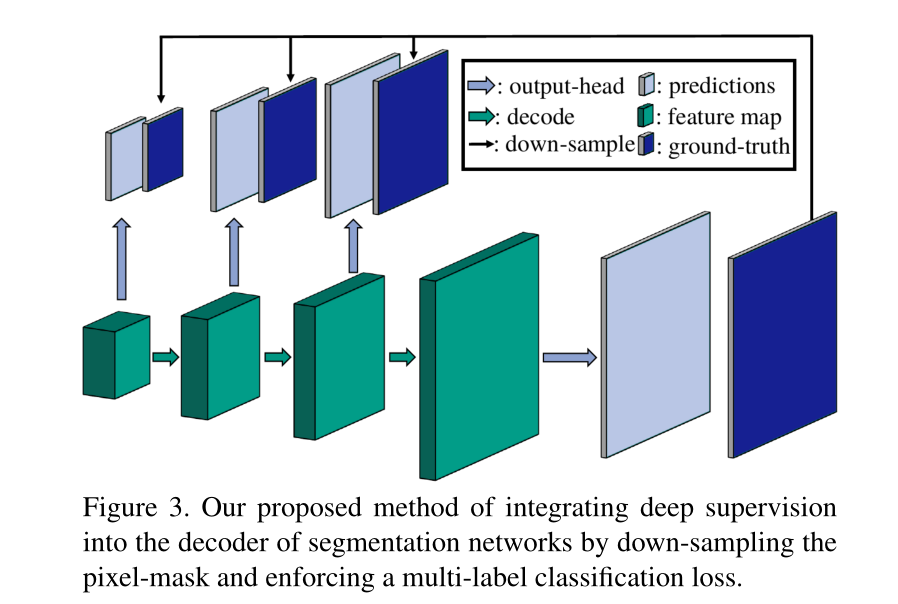 : output-head
: predictions
: decode
: feature map
: down-sample
: ground-truth
Figure 3. Our proposed method of integrating deep supervision
into the decoder of segmentation networks by down-sampling the
pixel-mask and enforcing a multi-label classification loss.